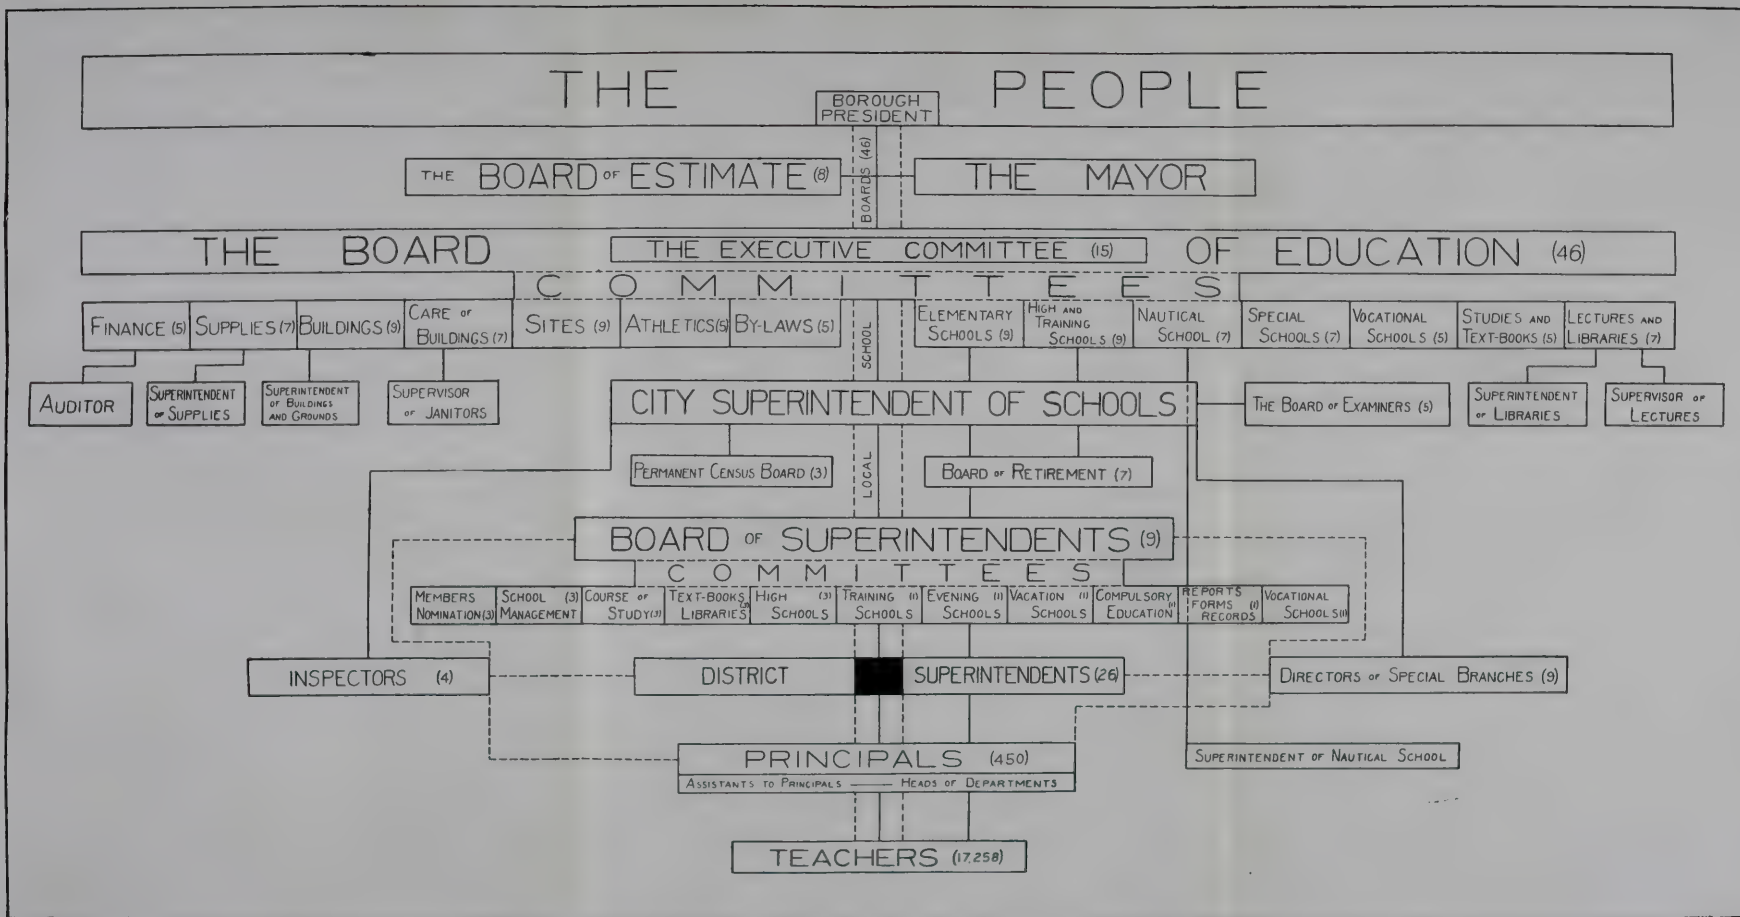 THE PEOPLE
BOROUGH
PRESIDENT
THE BOARD OF ESTIMATE (8)
BOARDS (46)
THE MAYOR
THE BOARD OF EDUCATION (46)
THE EXECUTIVE COMMITTEE (15)
COMMITTEES
FINANCE (5)
SUPPLIES (7)
BUILDINGS (9)
CARE OF
BUILDINGS (7)
SITES (9)
ATHLETICS (5)
BY-LAWS (5)
SCHOOL
ELEMENTARY
SCHOOLS (9)
HIGH AND
TRAINING
SCHOOLS (9)
NAUTICAL
SCHOOL (7)
SPECIAL
SCHOOLS (7)
VOCATIONAL
SCHOOLS (5)
STUDIES AND
TEXT-BOOKS (5)
LECTURES AND
LIBRARIES (7)
AUDITOR
SUPERINTENDENT
OF SUPPLIES
SUPERINTENDENT
OF BUILDINGS
AND GROUNDS
SUPERVISOR
OF JANITORS
CITY SUPERINTENDENT OF SCHOOLS
THE BOARD OF EXAMINERS (5)
SUPERINTENDENT
OF LIBRARIES
SUPERVISOR OF
LECTURES
PERMANENT CENSUS BOARD (3)
LOCAL
BOARD OF RETIREMENT (7)
BOARD OF SUPERINTENDENTS (9)
COMMITTEES
MEMBERS
NOMINATION (3)
SCHOOL (3)
MANAGEMENT
COURSE OF
STUDY (3)
TEXT-BOOKS
LIBRARIES
HIGH (3)
SCHOOLS
TRAINING (1)
SCHOOLS
EVENING (1)
SCHOOLS
VACATION (1)
SCHOOLS
COMPULSORY
EDUCATION (1)
REPORTS
FORMS (1)
RECORDS
VOCATIONAL
SCHOOLS (1)
INSPECTORS (4)
DISTRICT SUPERINTENDENTS (26)
DIRECTORS OF SPECIAL BRANCHES (9)
PRINCIPALS (450)
ASSISTANTS TO PRINCIPALS —— HEADS OF DEPARTMENTS
SUPERINTENDENT OF NAUTICAL SCHOOL
TEACHERS (17,258)